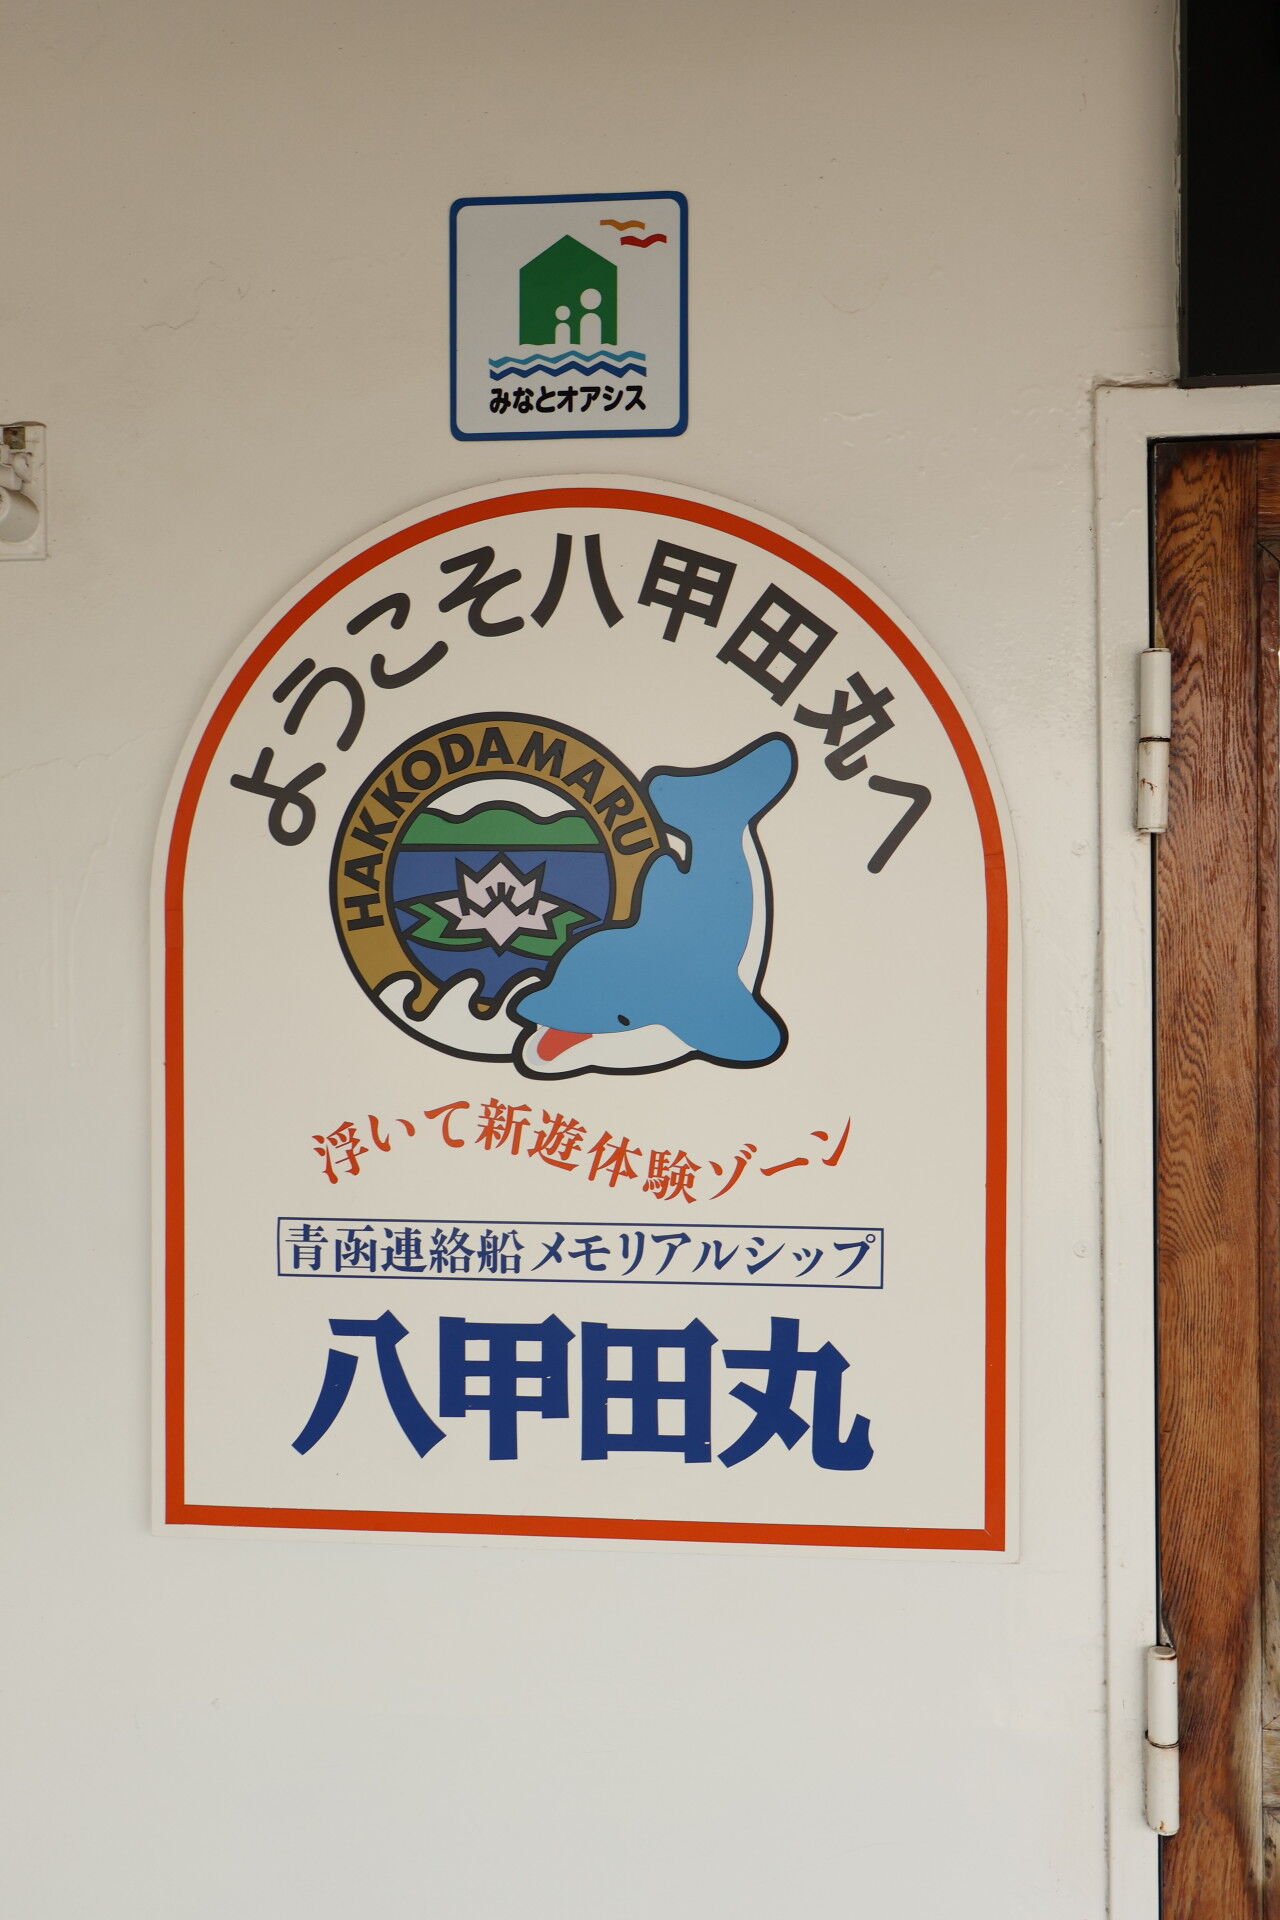 みなとオアシス
ようこそ八甲田丸へ
HAKKODAMARU
浮いて新遊体験ゾーン
青函連絡船メモリアルシップ
八甲田丸